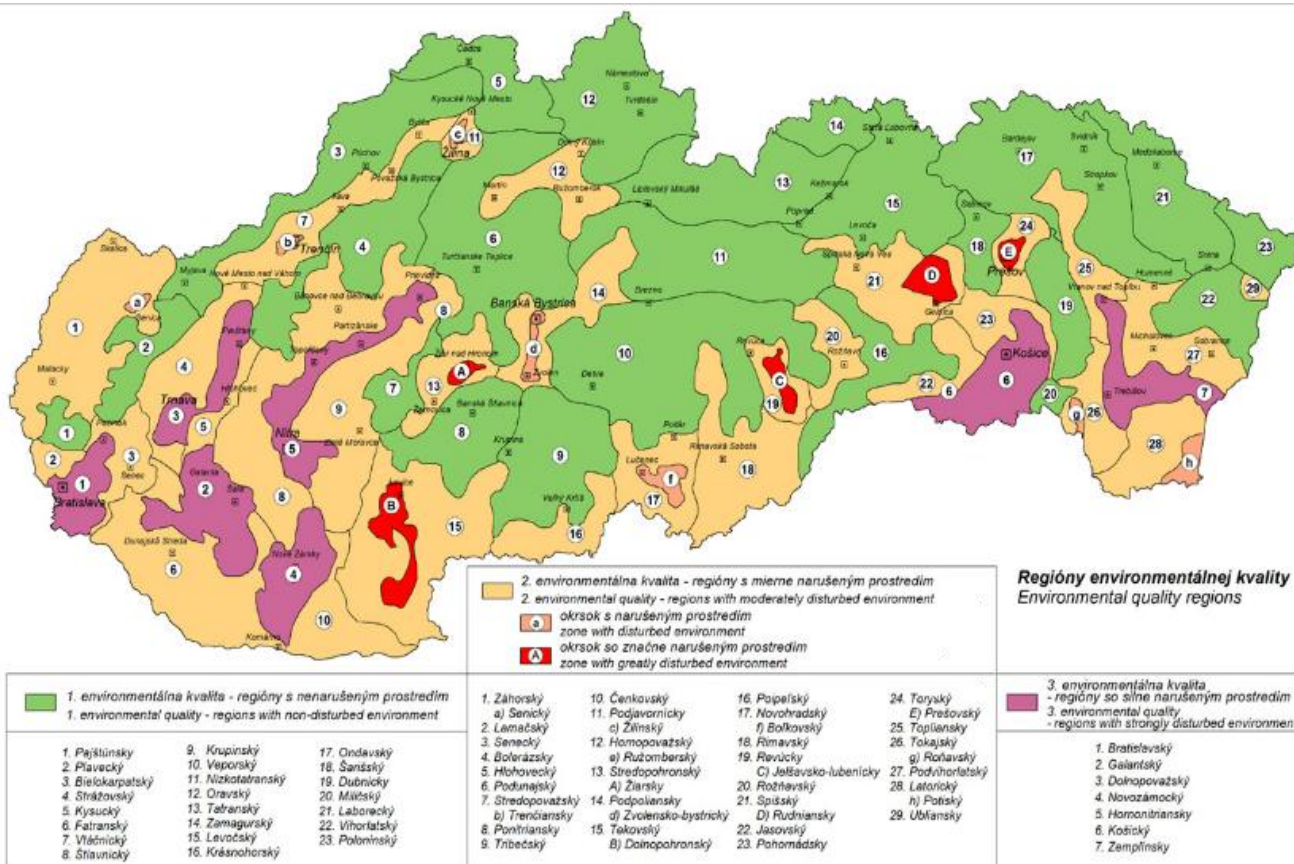 Čadca
Námestovo
Tvrdošín
Kysucké Nové Mesto
Bytča
Žilina
Dolný Kubín
Stará Ľubovňa
Bardejov
Svidník
Medzilaborce
Stropkov
Púchov
Považská Bystrica
Martin
Ružomberok
Liptovský Mikuláš
Kežmarok
Poprad
Levoča
Sabinov
Ilava
Trenčín
Turčianske Teplice
Spišská Nová Ves
Prešov
Snina
Humenné
Vranov nad Topľou
Skalica
Myjava
Nové Mesto nad Váhom
Prievidza
Bánovce nad Bebravou
Partizánske
Banská Bystrica
Brezno
Gelnica
Michalovce
Sobrance
Senica
Piešťany
Topoľčany
Žiar nad Hronom
Zvolen
Detva
Revúca
Rožňava
Košice
Trebišov
Malacky
Hlohovec
Trnava
Žarnovica
Banská Štiavnica
Zlaté Moravce
Nitra
Krupina
Poltár
Rimavská Sobota
Lučenec
Pezinok
Senec
Bratislava
Galanta
Šaľa
Levice
Veľký Krtíš
Dunajská Streda
Nové Zámky
Komárno
Regióny environmentálnej kvality
Environmental quality regions
2. environmentálna kvalita - regióny s mierne narušeným prostredím
2. environmental quality - regions with moderately disturbed environment
a okrsok s narušeným prostredím
zone with disturbed environment
A okrsok so značne narušeným prostredím
zone with greatly disturbed environment
1. environmentálna kvalita - regióny s nenarušeným prostredím
1. environmental quality - regions with non-disturbed environment
1. Pajštúnsky
2. Plavecký
3. Bielokarpatský
4. Strážovský
5. Kysucký
6. Fatranský
7. Vtáčnický
8. Štiavnický
9. Krupinský
10. Veporský
11. Nízkotatranský
12. Oravský
13. Tatranský
14. Zamagurský
15. Levočský
16. Krásnohorský
17. Ondavský
18. Šarišský
19. Dubnický
20. Miličský
21. Laborecký
22. Vihorlatský
23. Poloninský
1. Záhorský
a) Senický
2. Lamačský
3. Senecký
4. Bolerázsky
5. Hlohovecký
6. Podunajský
7. Stredopovažský
b) Trenčiansky
8. Ponitriansky
9. Tribečský
10. Čenkovský
11. Podjavornícky
c) Žilinský
12. Hornopovažský
e) Ružomberský
13. Stredopohronský
A) Žiarsky
14. Podpoliansky
d) Zvolensko-bystrický
15. Tekovský
B) Dolnopohronský
16. Poipeľský
17. Novohradský
f) Boľkovský
18. Rimavský
19. Revúcky
C) Jelšavsko-lubenícky
20. Rožňavský
21. Spišský
D) Rudniansky
22. Jasovský
23. Pohornádsky
24. Toryský
E) Prešovský
25. Topliansky
26. Tokajský
g) Roňavský
27. Podvihorlatský
28. Latorický
h) Potiský
29. Ubliansky
3. environmentálna kvalita
- regióny so silne narušeným prostredím
3. environmental quality
- regions with strongly disturbed environment
1. Bratislavský
2. Galantský
3. Dolnopovažský
4. Novozámocký
5. Hornonitriansky
6. Košický
7. Zemplínsky